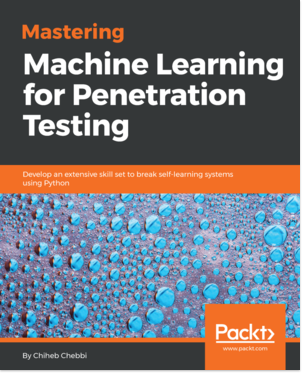 Mastering
Machine Learning
for Penetration
Testing
Develop an extensive skill set to break self-learning systems
using Python
Packt>
www.packt.com
By Chiheb Chebbi